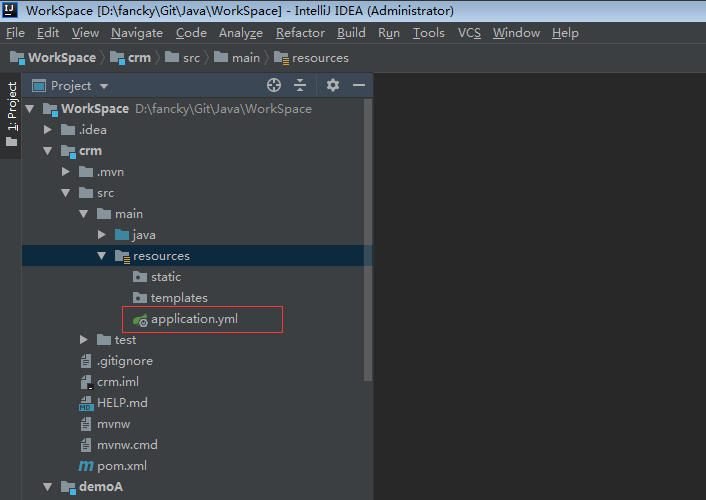 WorkSpace [D:\fancky\Git\Java\WorkSpace] - IntelliJ IDEA (Administrator)
File Edit View Navigate Code Analyze Refactor Build Run Tools VCS Window Help
WorkSpace crm src main resources
1: Project
Project
WorkSpace D:\fancky\Git\Java\WorkSpace
.idea
crm
.mvn
src
main
java
resources
static
templates
application.yml
test
.gitignore
crm.iml
HELP.md
mvnw
mvnw.cmd
pom.xml
demoA